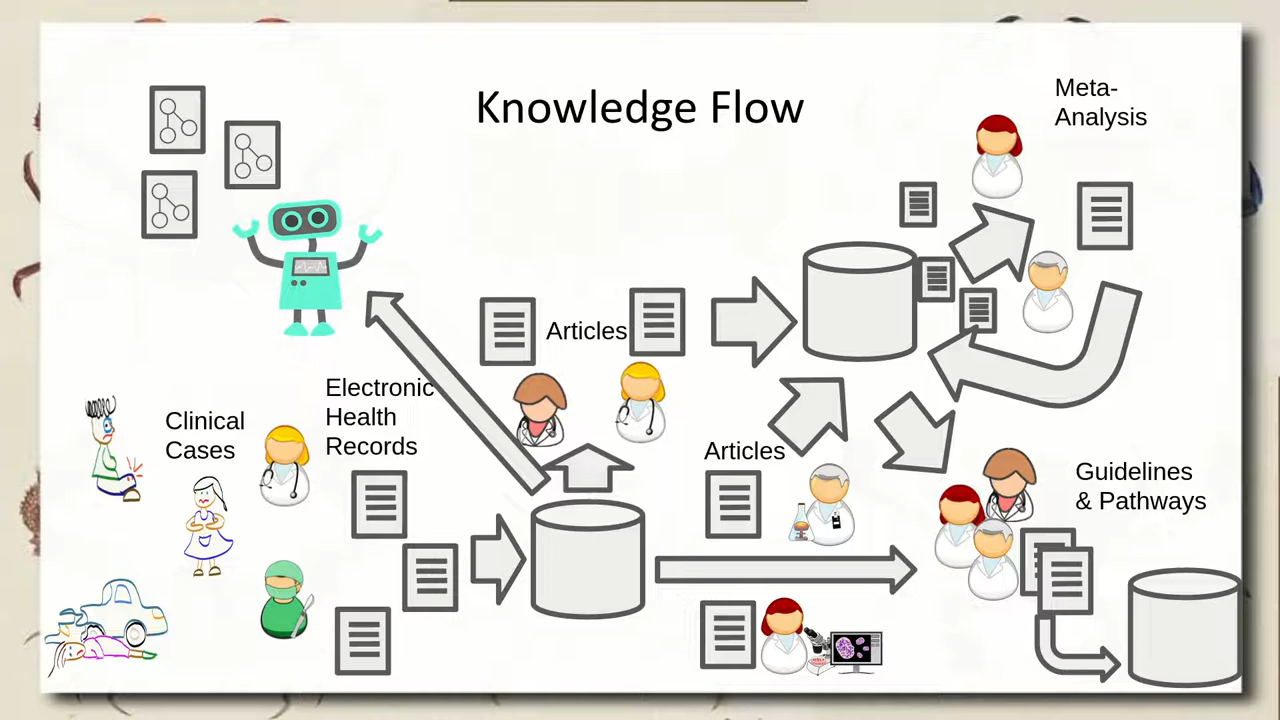 Knowledge Flow
Meta-
Analysis
Articles
Electronic
Health
Records
Clinical
Cases
Articles
Guidelines
& Pathways